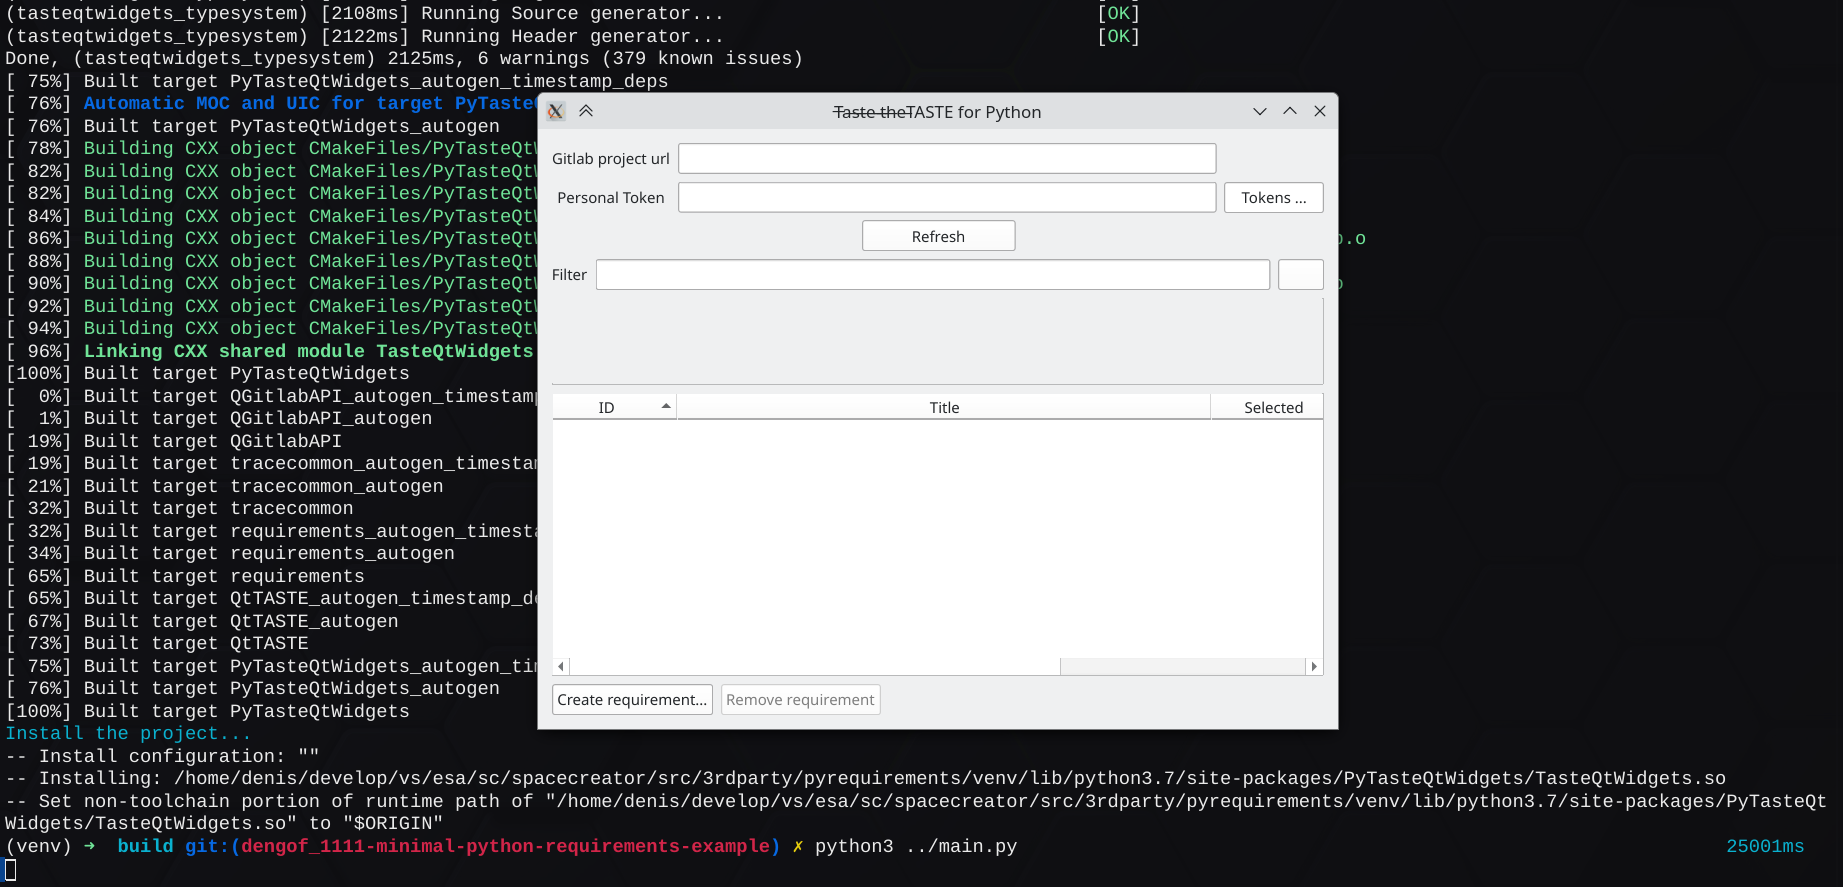 (tasteqtwidgets_typesystem) [2108ms] Running Source generator... [OK]
(tasteqtwidgets_typesystem) [2122ms] Running Header generator... [OK]
Done, (tasteqtwidgets_typesystem) 2125ms, 6 warnings (379 known issues)
[ 75%] Built target PyTasteQtWidgets_autogen_timestamp_deps
[ 76%] Automatic MOC and UIC for target PyTaste
[ 76%] Built target PyTasteQtWidgets_autogen
[ 78%] Building CXX object CMakeFiles/PyTasteQt
[ 82%] Building CXX object CMakeFiles/PyTasteQt
[ 82%] Building CXX object CMakeFiles/PyTasteQt
[ 84%] Building CXX object CMakeFiles/PyTasteQt
[ 86%] Building CXX object CMakeFiles/PyTasteQt .o
[ 88%] Building CXX object CMakeFiles/PyTasteQt
[ 90%] Building CXX object CMakeFiles/PyTasteQt
[ 92%] Building CXX object CMakeFiles/PyTasteQt
[ 94%] Building CXX object CMakeFiles/PyTasteQt
[ 96%] Linking CXX shared module TasteQtWidgets
[100%] Built target PyTasteQtWidgets
[  0%] Built target QGitlabAPI_autogen_timestamp
[  1%] Built target QGitlabAPI_autogen
[ 19%] Built target QGitlabAPI
[ 19%] Built target tracecommon_autogen_timesta
[ 21%] Built target tracecommon_autogen
[ 32%] Built target tracecommon
[ 32%] Built target requirements_autogen_timest
[ 34%] Built target requirements_autogen
[ 65%] Built target requirements
[ 65%] Built target QtTASTE_autogen_timestamp_d
[ 67%] Built target QtTASTE_autogen
[ 73%] Built target QtTASTE
[ 75%] Built target PyTasteQtWidgets_autogen_ti
[ 76%] Built target PyTasteQtWidgets_autogen
[100%] Built target PyTasteQtWidgets
Install the project...
-- Install configuration: ""
-- Installing: /home/denis/develop/vs/esa/sc/spacecreator/src/3rdparty/pyrequirements/venv/lib/python3.7/site-packages/PyTasteQtWidgets/TasteQtWidgets.so
-- Set non-toolchain portion of runtime path of "/home/denis/develop/vs/esa/sc/spacecreator/src/3rdparty/pyrequirements/venv/lib/python3.7/site-packages/PyTasteQt
Widgets/TasteQtWidgets.so" to "$ORIGIN"
(venv) ➜ build git:(dengof_1111-minimal-python-requirements-example) ✗ python3 ../main.py 25001ms
Taste theTASTE for Python
Gitlab project url
Personal Token
Tokens ...
Refresh
Filter
ID Title Selected
Create requirement... Remove requirement